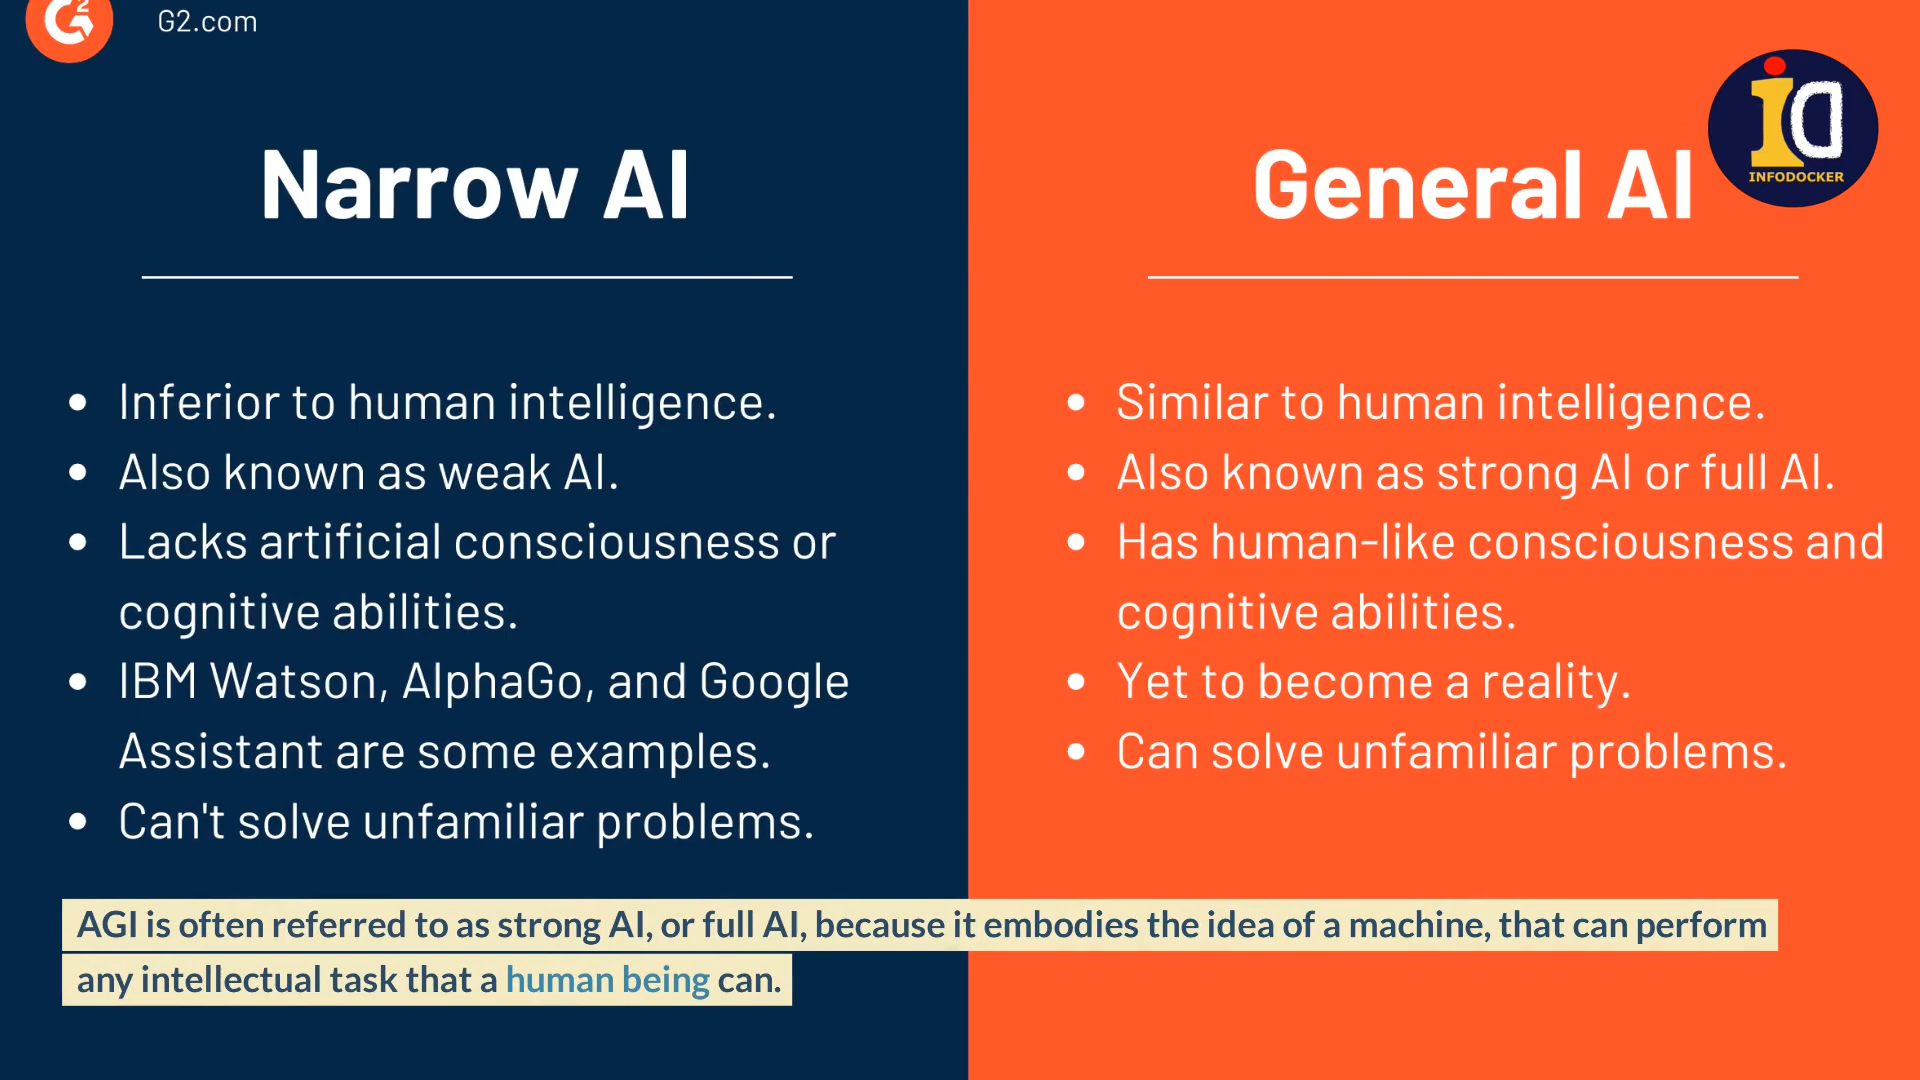 G2
G2.com
iD
INFODOCKER
Narrow AI
Inferior to human intelligence.
Also known as weak AI.
Lacks artificial consciousness or
cognitive abilities.
IBM Watson, AlphaGo, and Google
Assistant are some examples.
Can't solve unfamiliar problems.
General AI
Similar to human intelligence.
Also known as strong AI or full AI.
Has human-like consciousness and
cognitive abilities.
Yet to become a reality.
Can solve unfamiliar problems.
AGI is often referred to as strong AI, or full AI, because it embodies the idea of a machine, that can perform
any intellectual task that a human being can.